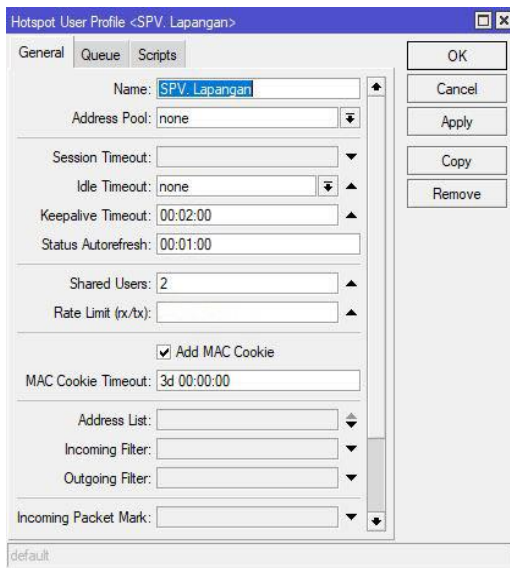 Hotspot User Profile <SPV. Lapangan>
General Queue Scripts
Name: SPV. Lapangan
Address Pool: none
Session Timeout:
Idle Timeout: none
Keepalive Timeout: 00:02:00
Status Autorefresh: 00:01:00
Shared Users: 2
Rate Limit (rx/tx):
Add MAC Cookie
MAC Cookie Timeout: 3d 00:00:00
Address List:
Incoming Filter:
Outgoing Filter:
Incoming Packet Mark:
OK
Cancel
Apply
Copy
Remove
default